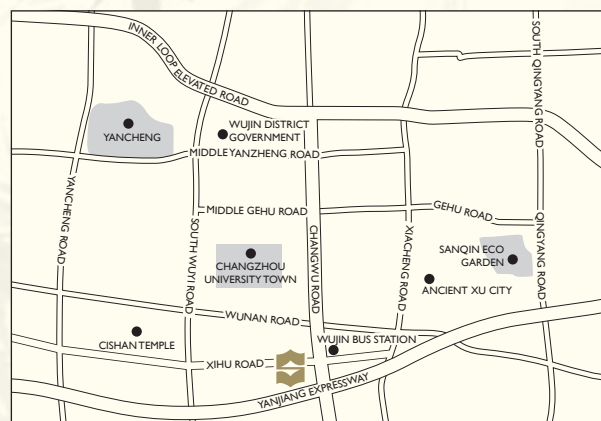 INNER LOOP ELEVATED ROAD
SOUTH QINGYANG ROAD
YANCHENG
WUJIN DISTRICT
GOVERNMENT
MIDDLE YANZHENG ROAD
YANCHENG ROAD
SOUTH WUYI ROAD
MIDDLE GEHU ROAD
CHANGWU ROAD
XIACHENG ROAD
GEHU ROAD
QINGYANG ROAD
SANQIN ECO
GARDEN
CHANGZHOU
UNIVERSITY TOWN
ANCIENT XU CITY
WUNAN ROAD
CISHAN TEMPLE
WUJIN BUS STATION
XIHU ROAD
YANJIANG EXPRESSWAY